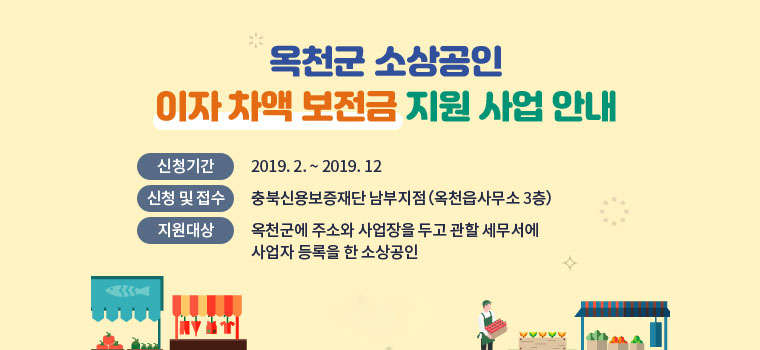 옥천군 소상공인
이자 차액 보전금 지원 사업 안내
신청기간 2019. 2. ~ 2019. 12
신청 및 접수 충북신용보증재단 남부지점 (옥천읍사무소 3층)
지원대상 옥천군에 주소와 사업장을 두고 관할 세무서에
사업자 등록을 한 소상공인